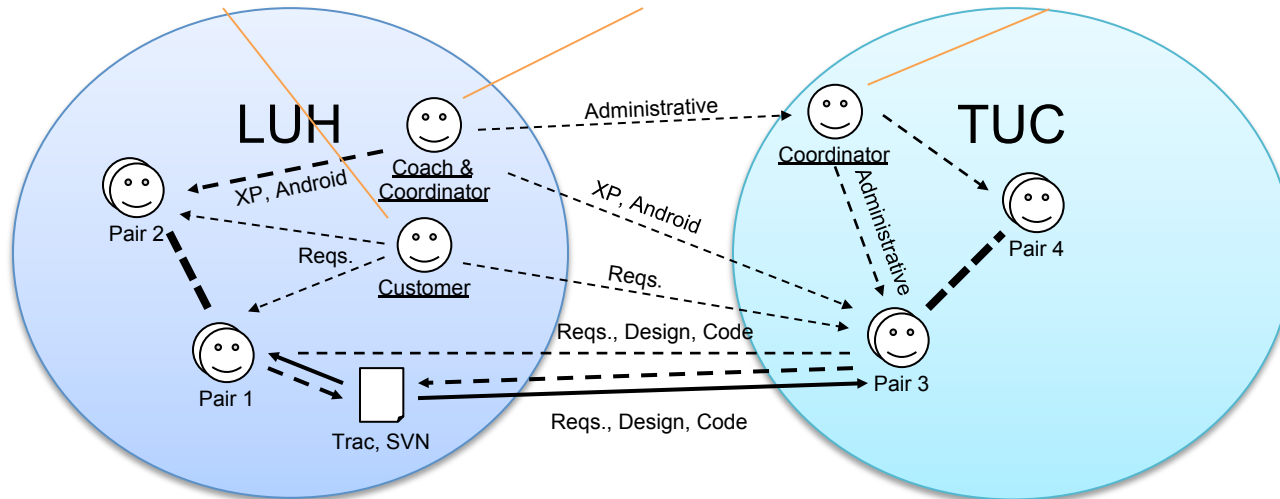 LUH
TUC
Administrative
Coach &
Coordinator
Coordinator
XP, Android
XP, Android
Administrative
Pair 2
Pair 4
Reqs.
Customer
Reqs.
Reqs., Design, Code
Pair 1
Pair 3
Reqs., Design, Code
Trac, SVN